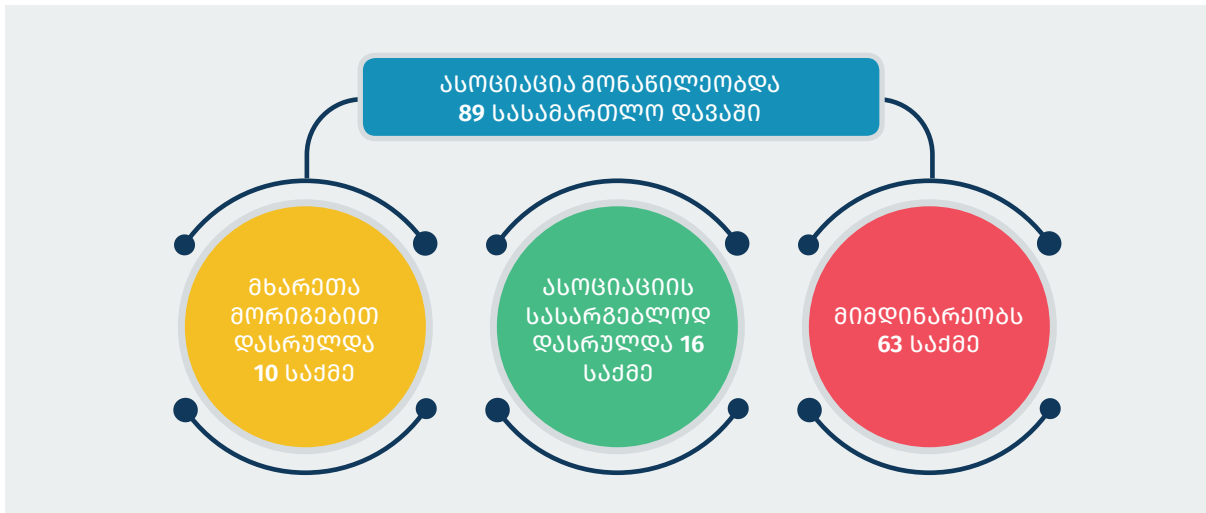 ასოციაცია მონაწილეობდა
89 სასამართლო დავაში
მხარეთა
მორიგებით
დასრულდა
10 საქმე
ასოციაციის
სასარგებლოდ
დასრულდა 16
საქმე
მიმდინარეობს
63 საქმე